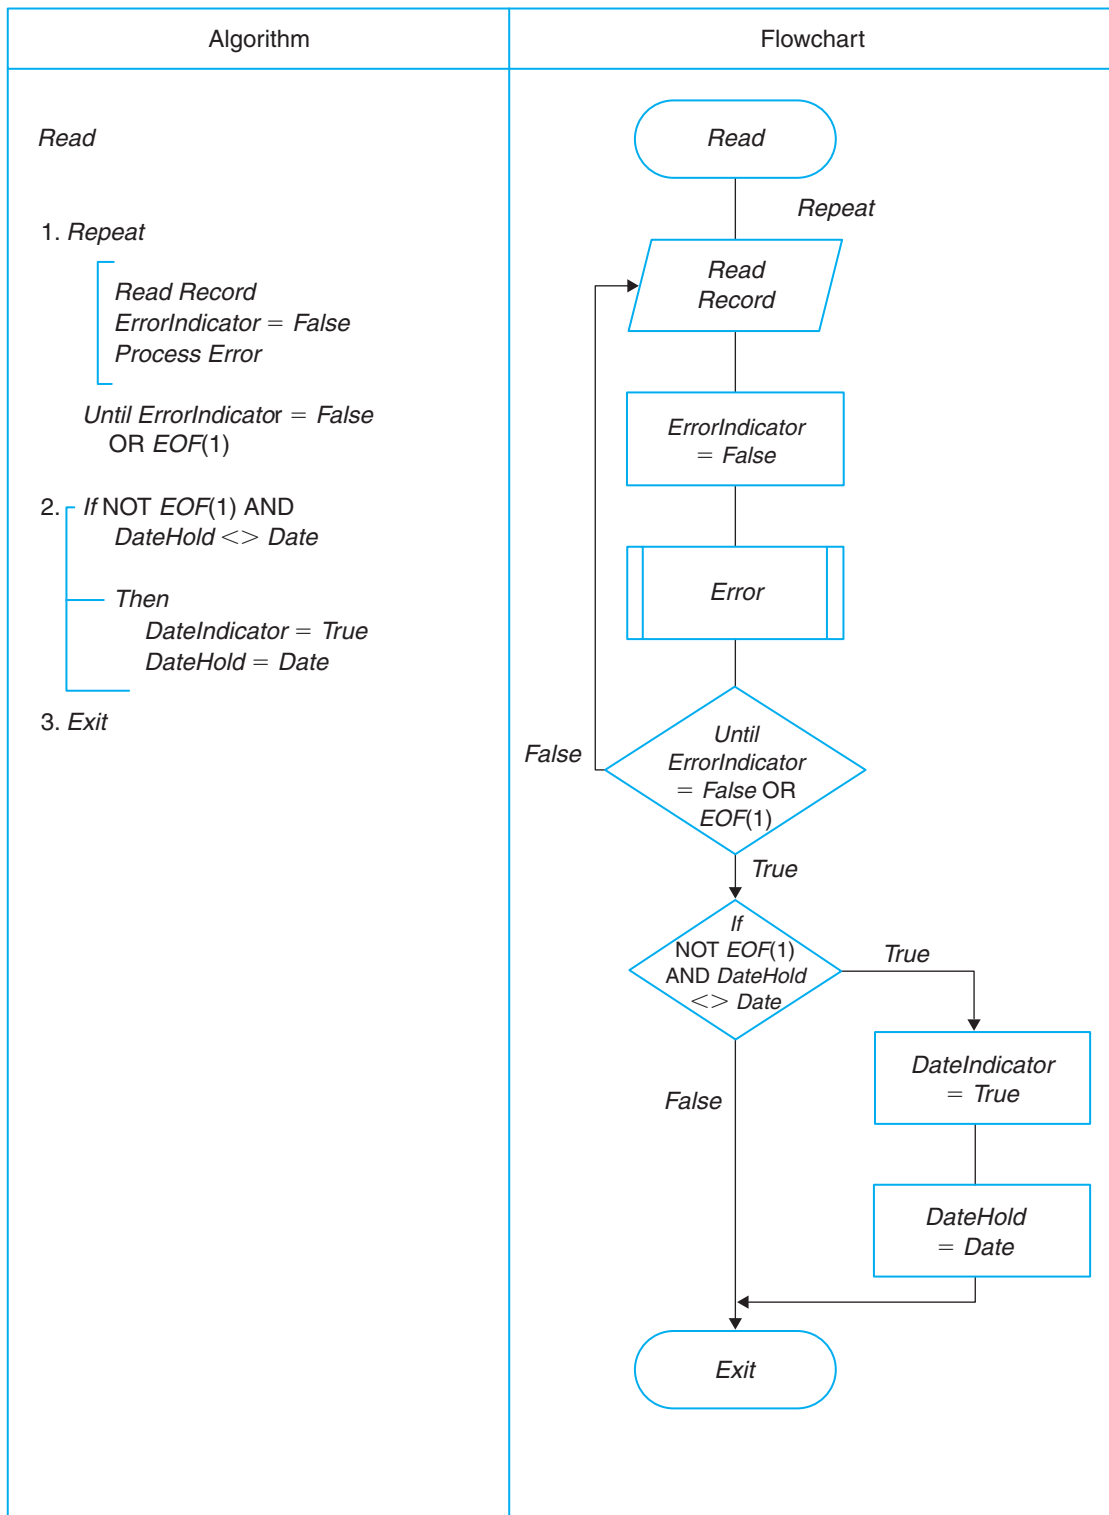 Algorithm
Flowchart
Read
1. Repeat
Read Record
ErrorIndicator = False
Process Error
Until ErrorIndicator = False
OR EOF(1)
2. If NOT EOF(1) AND
DateHold <> Date
Then
DateIndicator = True
DateHold = Date
3. Exit
Read
Repeat
Read
Record
ErrorIndicator
= False
Error
Until
ErrorIndicator
= False OR
EOF(1)
False
True
If
NOT EOF(1)
AND DateHold
<> Date
True
False
DateIndicator
= True
DateHold
= Date
Exit